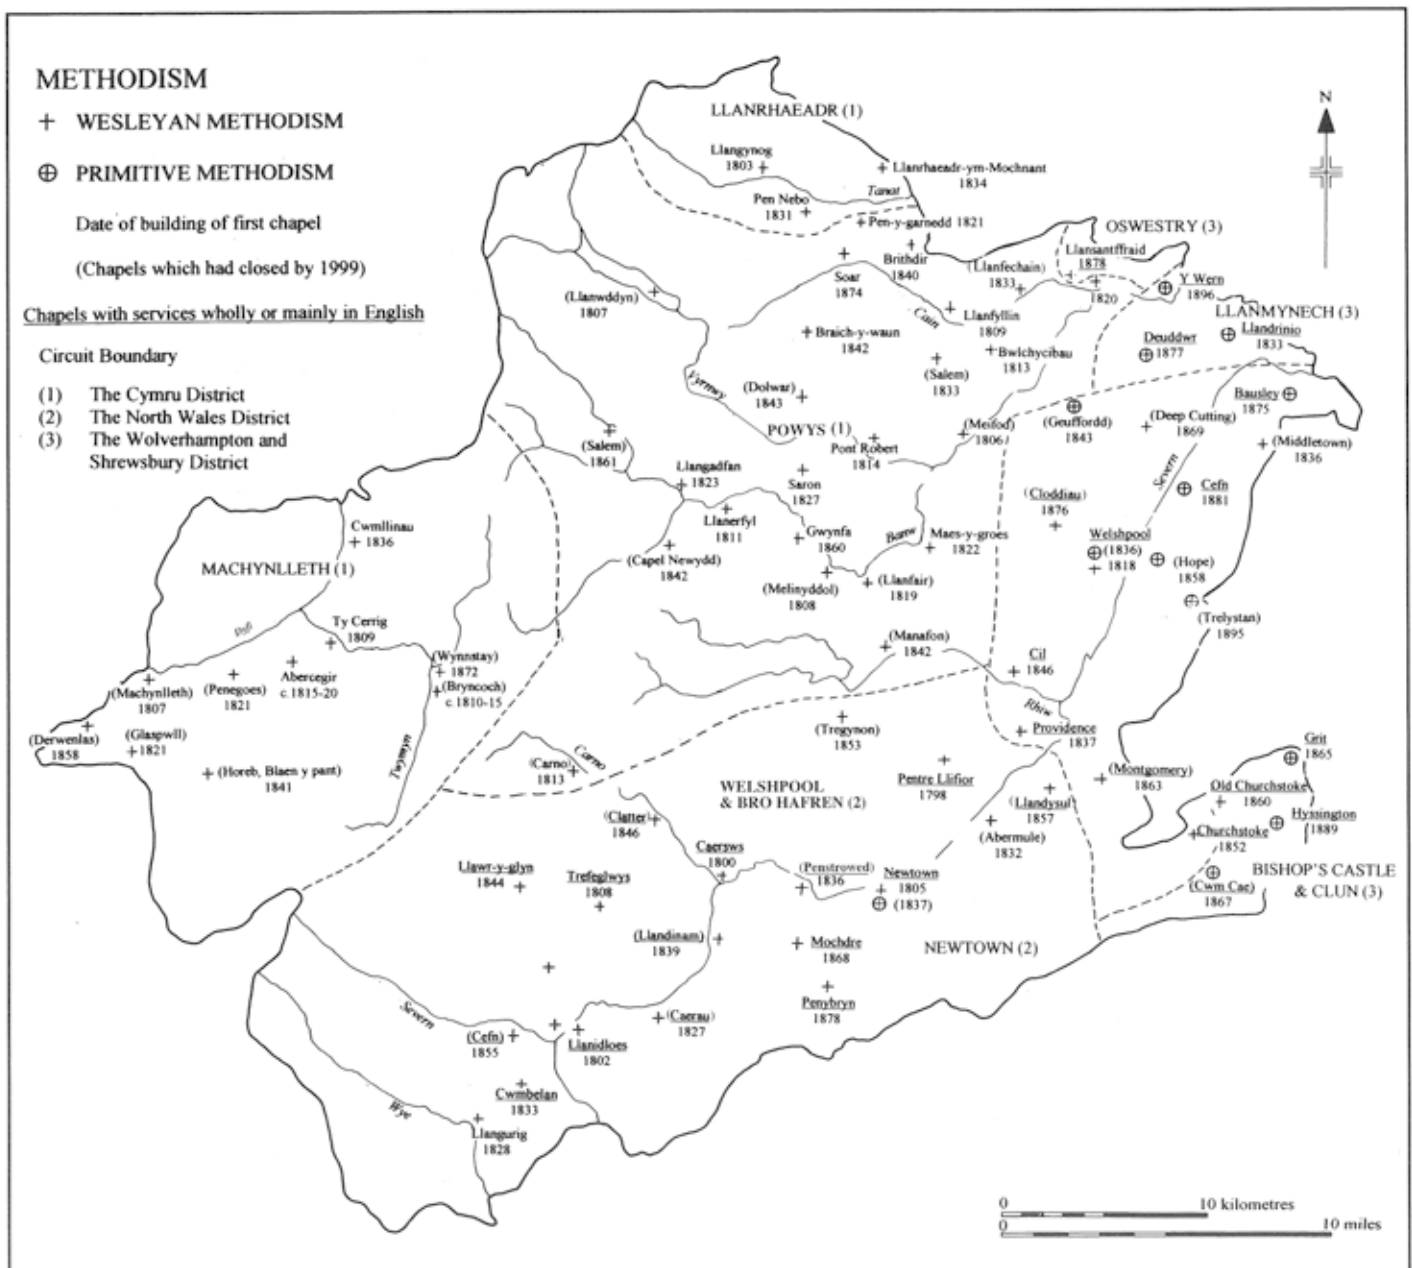 METHODISM
WESLEYAN METHODISM
PRIMITIVE METHODISM
Date of building of first chapel
(Chapels which had closed by 1999)
Chapels with services wholly or mainly in English
Circuit Boundary
(1) The Cymru District
(2) The North Wales District
(3) The Wolverhampton and
Shrewsbury District
N
LLANRHAEADR (1)
Llangynog
1803
Llanrhaeadr-ym-Mochnant
1834
Tanat
Pen Nebo
1831
Pen-y-garnedd 1821
OSWESTRY (3)
Llansantffraid
1878
1820
Brithdir
1840
Soar
1874
(Llanfechain)
1833
Y Wern
1896
(Llanwddyn)
1807
Cain
Llanfyllin
1809
LLANMYNECH (3)
Llandrinio
1833
Deuddwr
1877
Braich-y-waun
1842
Bwlchycibau
1813
(Salem)
1833
Vyrnwy
(Dolwar)
1843
Bausley
1875
(Geuffordd)
1843
(Deep Cutting)
1869
(Middletown)
1836
POWYS (1)
(Meifod)
1806
Pont Robert
1814
(Salem)
1861
Llangadfan
1823
Saron
1827
Severn
Cefn
1881
(Cloddiau)
1876
Llanerfyl
1811
Gwynfa
1860
Banw
Maes-y-groes
1822
Welshpool
(1836)
1818
(Hope)
1858
Cwmllinau
1836
MACHYNLLETH (1)
(Capel Newydd)
1842
(Melinyddol)
1808
(Llanfair)
1819
(Trelystan)
1895
Dyfi
Ty Cerrig
1809
(Manafon)
1842
Cil
1846
(Wynnstay)
1872
(Bryncoch)
c.1810-15
Abercegir
c.1815-20
(Penegoes)
1821
(Machynlleth)
1807
(Derwenlas)
1858
(Glaspwll)
1821
(Horeb, Blaen y pant)
1841
Twymyn
Rhiw
(Tregynon)
1853
Providence
1837
(Carno)
1813
Carno
WELSHPOOL
& BRO HAFREN (2)
Pentre Llifior
1798
(Montgomery)
1863
Grit
1865
Old Churchstoke
1860
Hyssington
1889
Churchstoke
1852
(Llandysul)
1857
(Abermule)
1832
(Clatter)
1846
Caersws
1800
(Penstrowed)
1836
Newtown
1805
(1837)
BISHOP'S CASTLE
& CLUN (3)
(Cwm Cae)
1867
Llawr-y-glyn
1844
Trefeglwys
1808
(Llandinam)
1839
Mochdre
1868
NEWTOWN (2)
Penybryn
1878
Severn
(Caerau)
1827
(Cefn)
1855
Llanidloes
1802
Cwmbelan
1833
Wye
Llangurig
1828
0 10 kilometres
0 10 miles